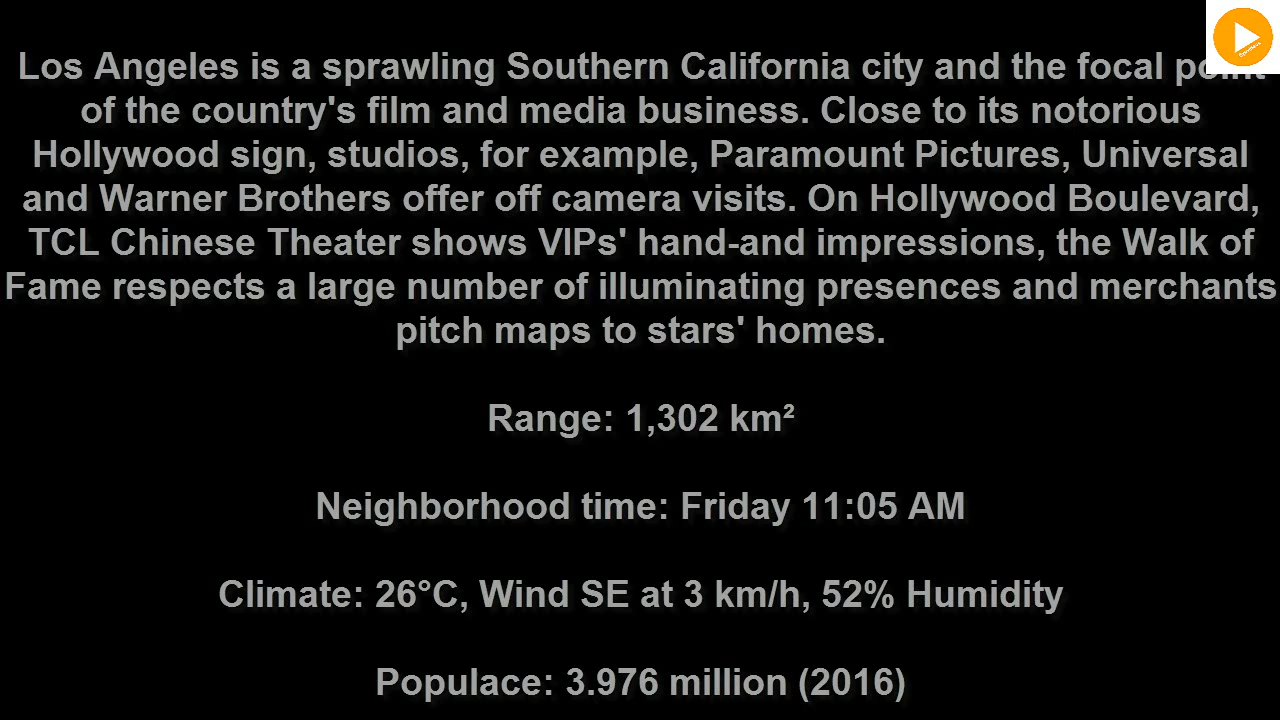 Los Angeles is a sprawling Southern California city and the focal point
of the country's film and media business. Close to its notorious
Hollywood sign, studios, for example, Paramount Pictures, Universal
and Warner Brothers offer off camera visits. On Hollywood Boulevard,
TCL Chinese Theater shows VIPs' hand-and impressions, the Walk of
Fame respects a large number of illuminating presences and merchants
pitch maps to stars' homes.
Range: 1,302 km²
Neighborhood time: Friday 11:05 AM
Climate: 26°C, Wind SE at 3 km/h, 52% Humidity
Populace: 3.976 million (2016)